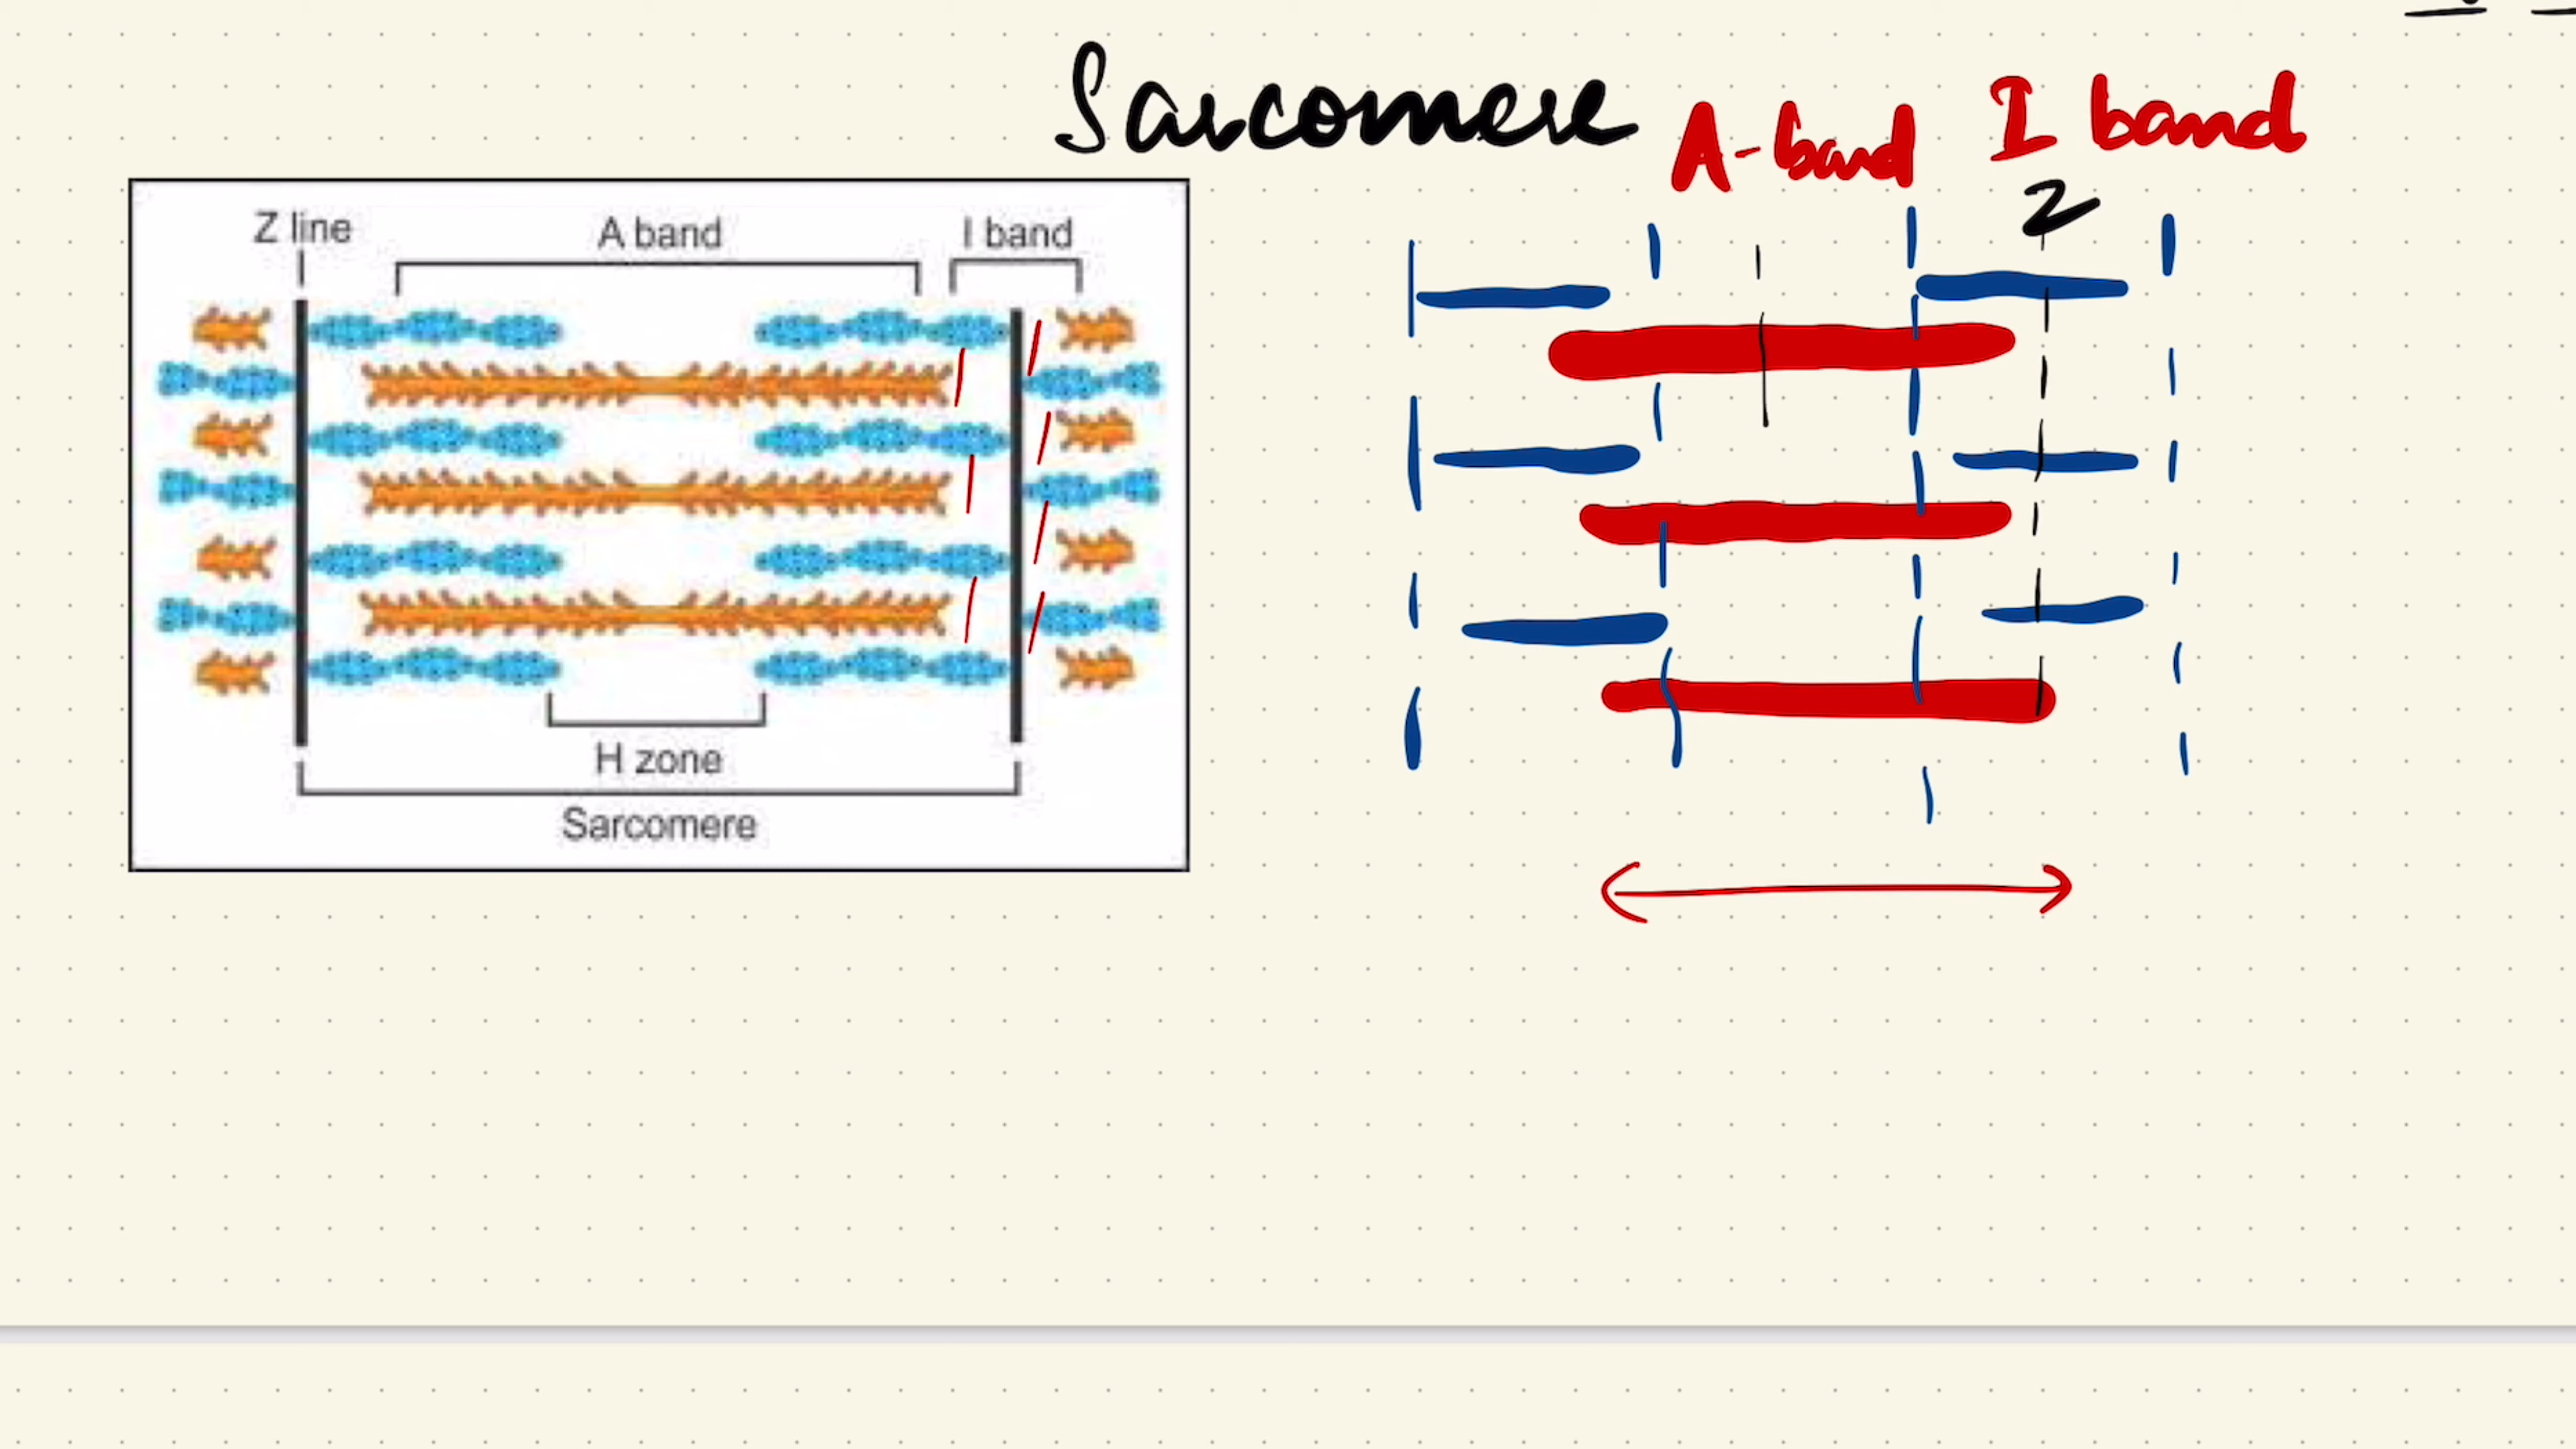 Sarcomere
A-band
I band
Z
Z line
A band
I band
H zone
Sarcomere